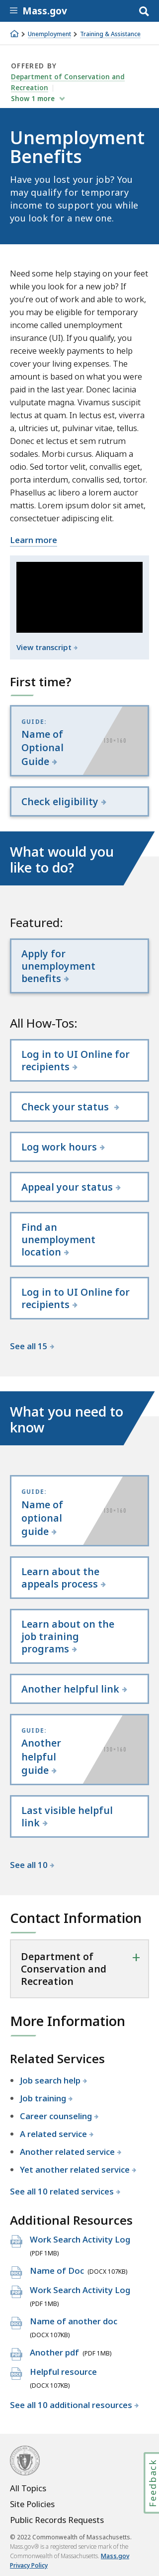 Mass.gov
Unemployment
Training & Assistance
OFFERED BY
Department of Conservation and
Recreation
Show 1 more
Unemployment
Benefits
Have you lost your job? You
may qualify for temporary
income to support you while
you look for a new one.
Need some help staying on your feet
while you look for a new job? If
you’re out of work and able to work,
you may be eligible for temporary
income through unemployment
insurance (UI). If you qualify, you
receive weekly payments to help
cover your living expenses. The
payment amount is based on what you
were paid in the last year. Donec lacinia
vulputate magna. Vivamus suscipit
lectus at quam. In lectus est, viverra
a, ultricies ut, pulvinar vitae, tellus.
Donec ut lectus et sem rutrum
sodales. Morbi cursus. Aliquam a
odio. Sed tortor velit, convallis eget,
porta interdum, convallis sed, tortor.
Phasellus ac libero a lorem auctor
mattis. Lorem ipsum dolor sit amet,
consectetuer adipiscing elit.
Learn more
View transcript
First time?
GUIDE:
Name of
Optional
Guide
Check eligibility
What would you
like to do?
Featured:
Apply for
unemployment
benefits
All How-Tos:
Log in to UI Online for
recipients
Check your status
Log work hours
Appeal your status
Find an
unemployment
location
Log in to UI Online for
recipients
See all 15
What you need to
know
GUIDE:
Name of
optional
guide
Learn about the
appeals process
Learn about on the
job training
programs
Another helpful link
GUIDE:
Another
helpful
guide
Last visible helpful
link
See all 10
Contact Information
Department of
Conservation and
Recreation
More Information
Related Services
Job search help
Job training
Career counseling
A related service
Another related service
Yet another related service
See all 10 related services
Additional Resources
Work Search Activity Log
(PDF 1MB)
Name of Doc (DOCX 107KB)
Work Search Activity Log
(PDF 1MB)
Name of another doc
(DOCX 107KB)
Another pdf (PDF 1MB)
Helpful resource
(DOCX 107KB)
See all 10 additional resources
Feedback
All Topics
Site Policies
Public Records Requests
© 2022 Commonwealth of Massachusetts.
Mass.gov® is a registered service mark of the
Commonwealth of Massachusetts. Mass.gov
Privacy Policy